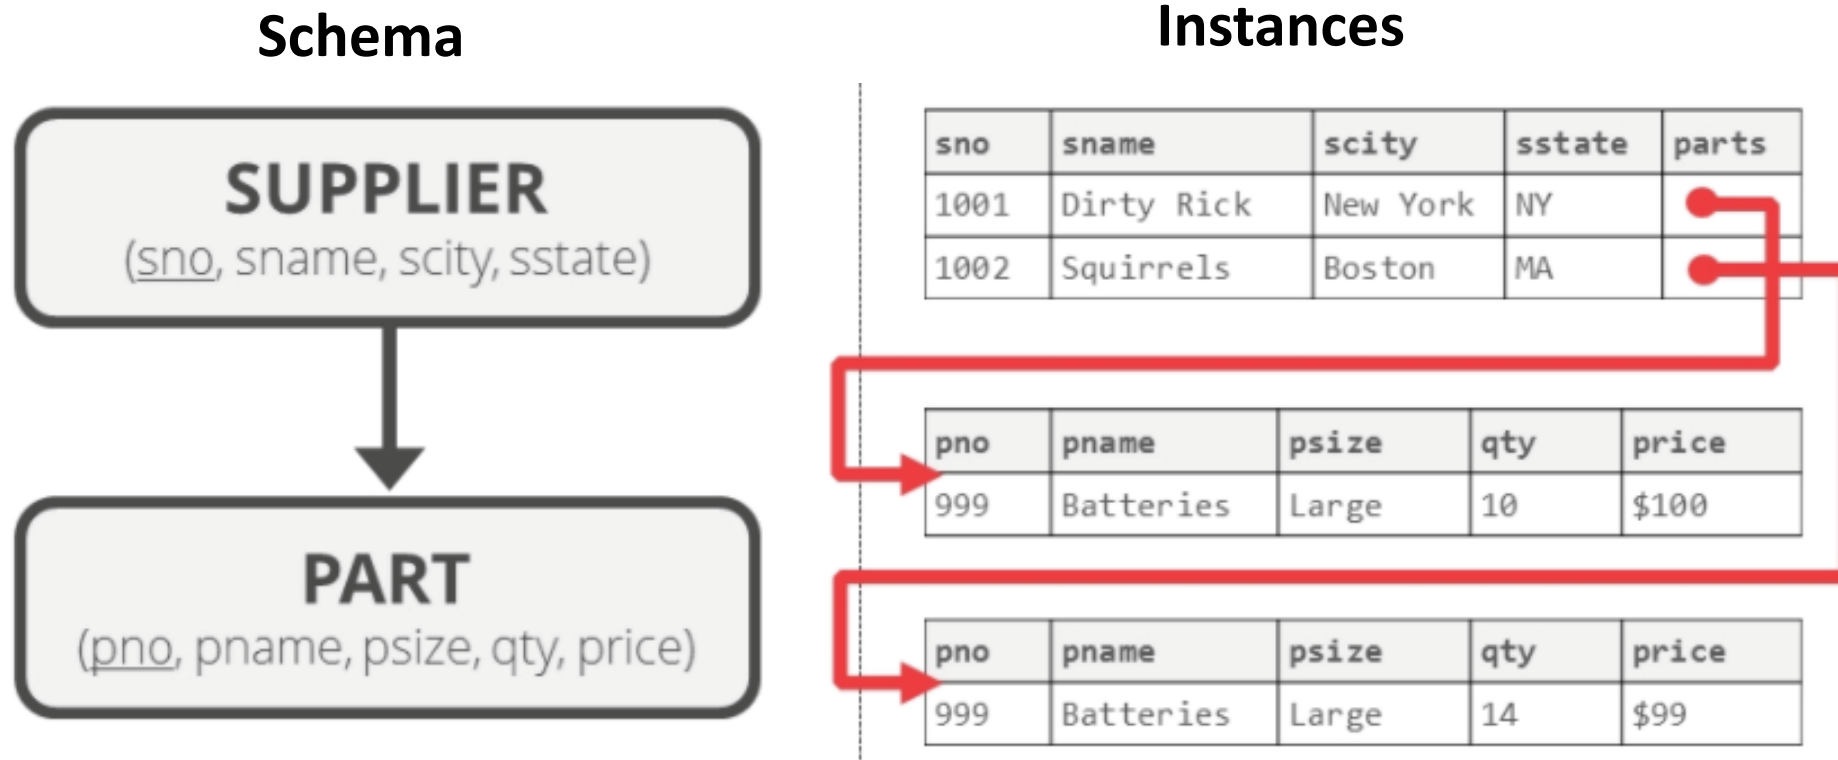 Schema
SUPPLIER
(sno, sname, scity, sstate)
PART
(pno, pname, psize, qty, price)
Instances
sno sname scity sstate parts
1001 Dirty Rick New York NY
1002 Squirrels Boston MA
pno pname psize qty price
999 Batteries Large 10 $100
pno pname psize qty price
999 Batteries Large 14 $99